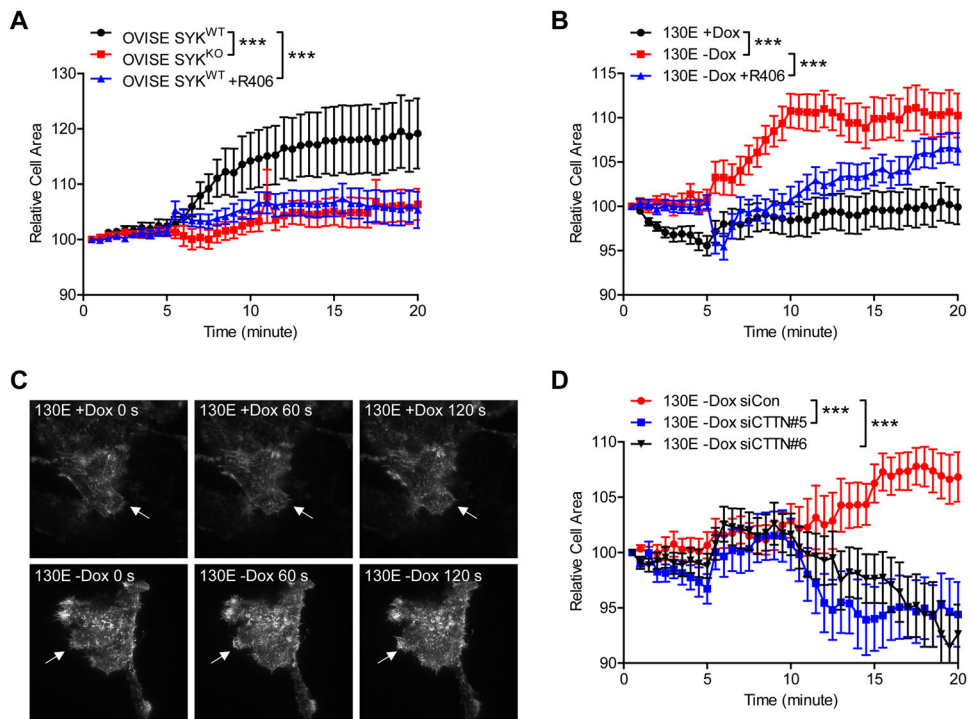 A
OVISE SYK^WT
OVISE SYK^KO
OVISE SYK^WT +R406
***
***
130
120
110
100
90
Relative Cell Area
0
5
10
15
20
Time (minute)
B
130E +Dox
130E -Dox
130E -Dox +R406
***
***
115
110
105
100
95
90
Relative Cell Area
0
5
10
15
20
Time (minute)
C
130E +Dox 0 s
130E +Dox 60 s
130E +Dox 120 s
130E -Dox 0 s
130E -Dox 60 s
130E -Dox 120 s
D
130E -Dox siCon
130E -Dox siCTTN#5
130E -Dox siCTTN#6
***
***
110
105
100
95
90
Relative Cell Area
0
5
10
15
20
Time (minute)